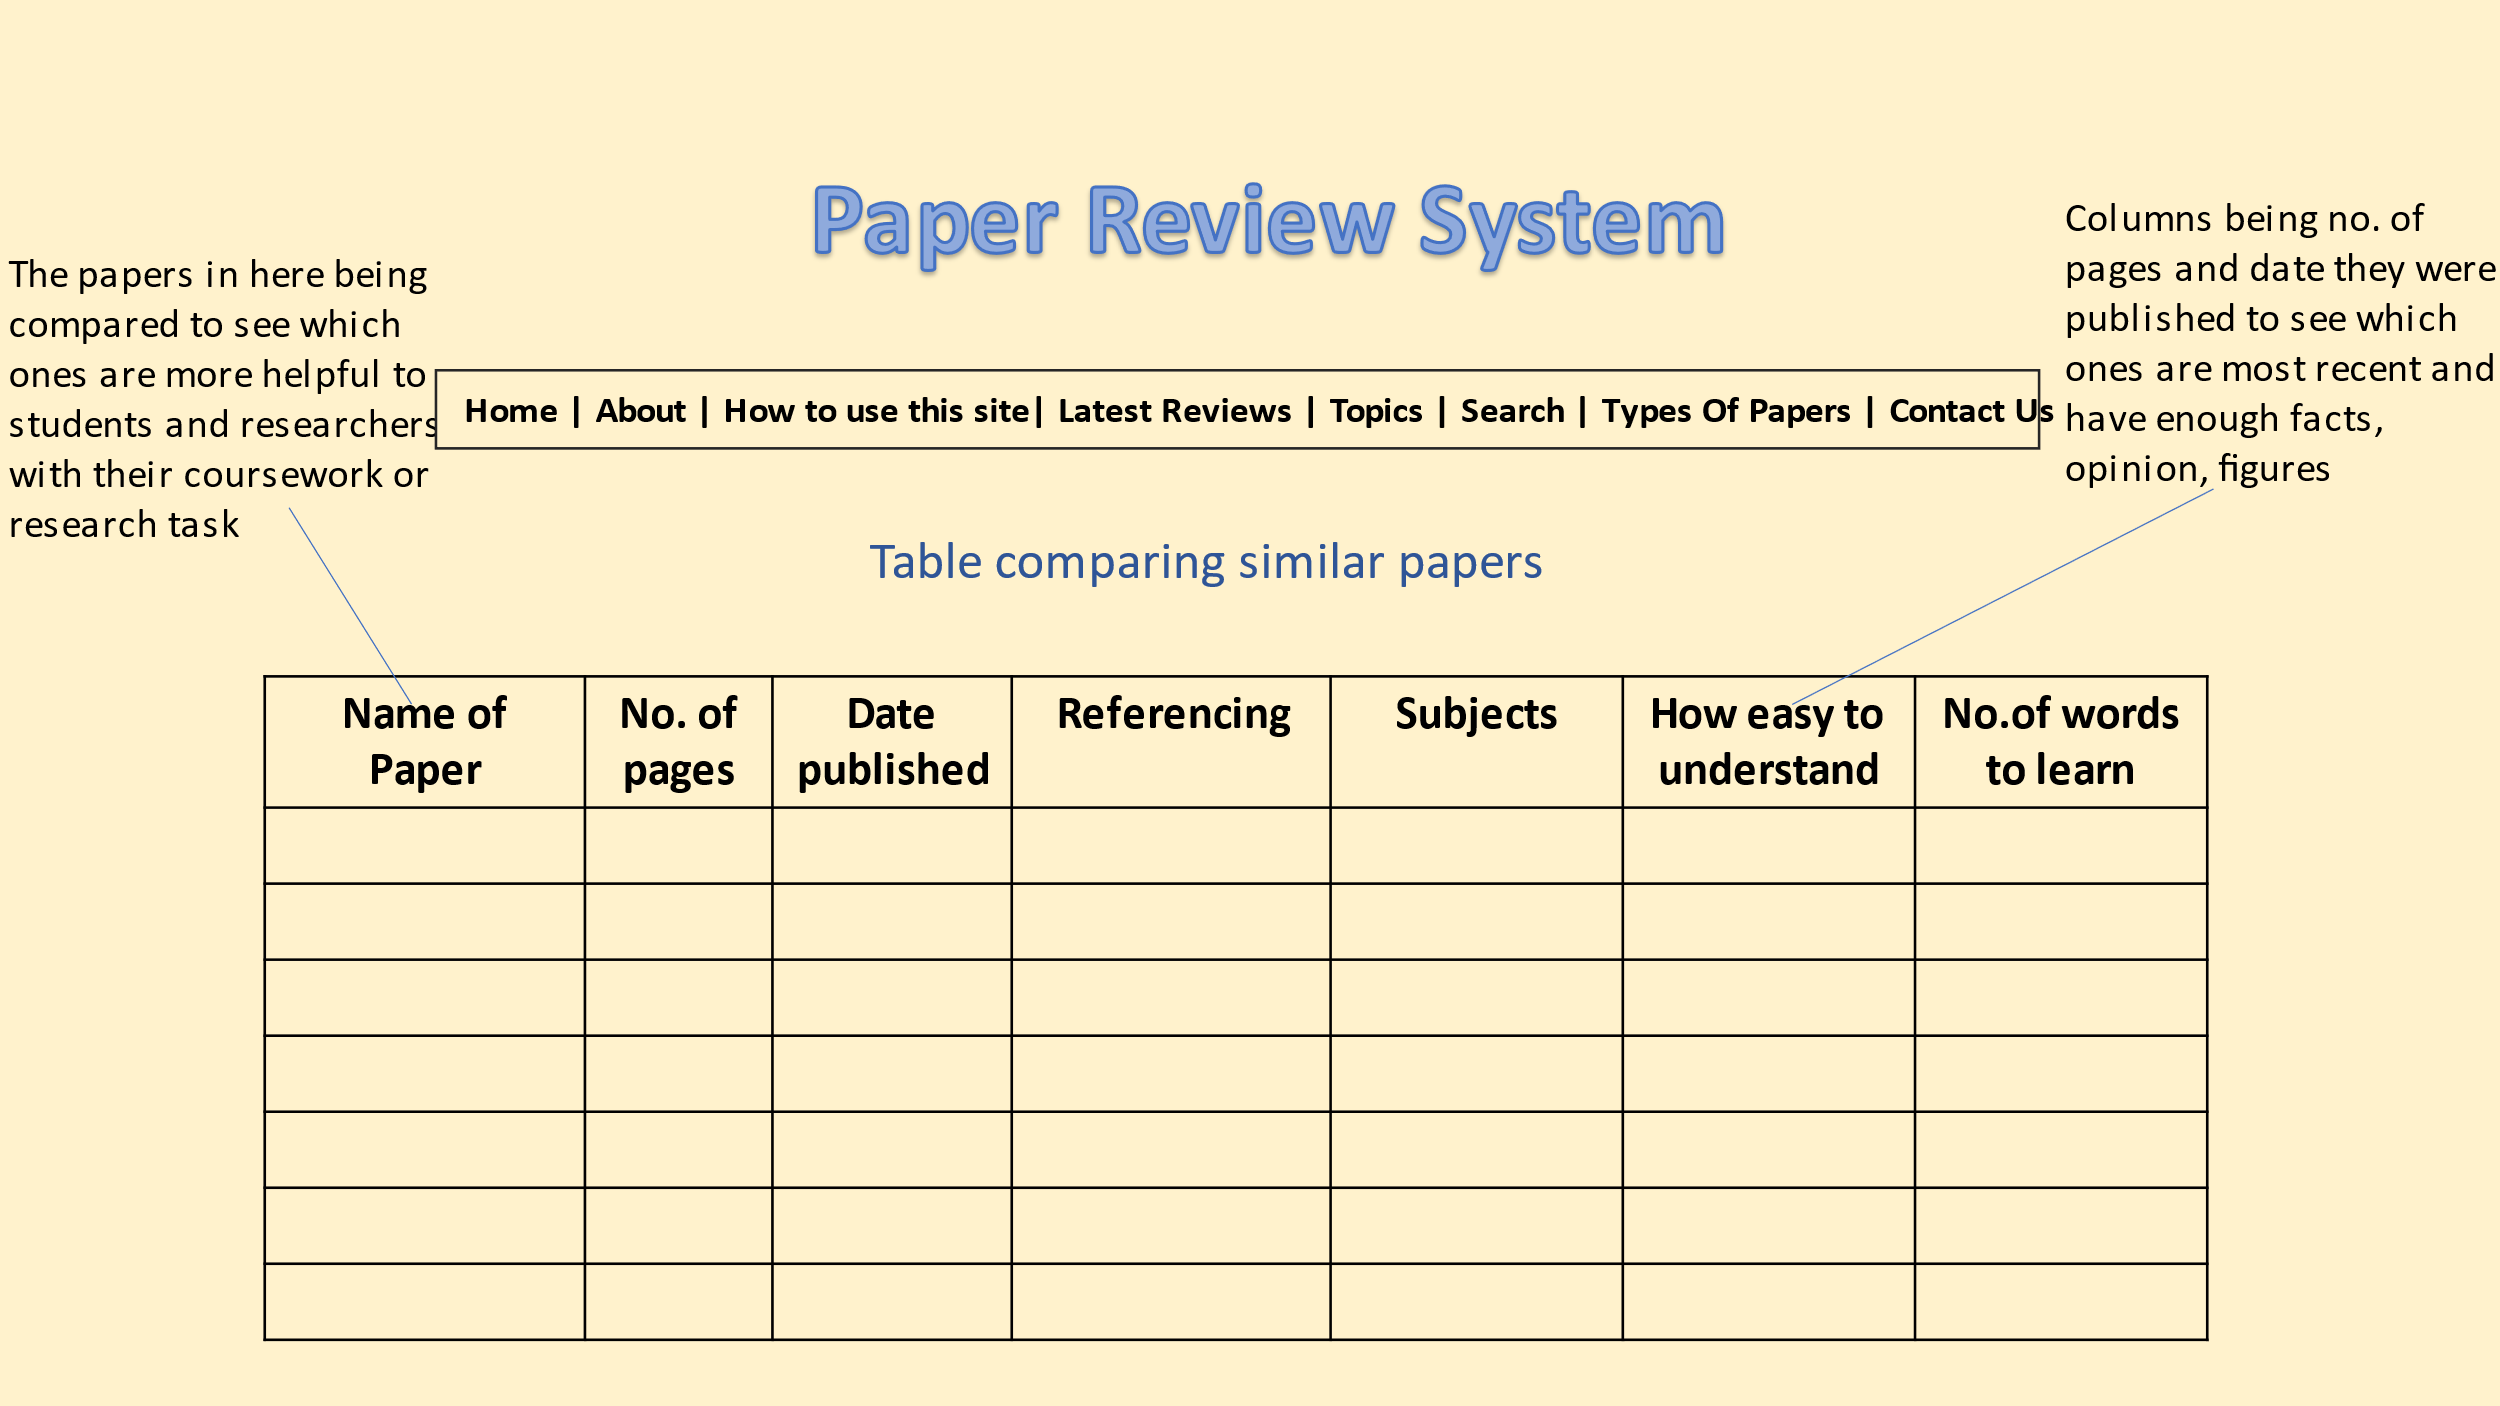 Paper Review System
The papers in here being
compared to see which
ones are more helpful to
students and researchers
with their coursework or
research task
Columns being no. of
pages and date they were
published to see which
ones are most recent and
have enough facts,
opinion, figures
Home | About | How to use this site| Latest Reviews | Topics | Search | Types Of Papers | Contact Us
Table comparing similar papers
Name of
Paper
No. of
pages
Date
published
Referencing
Subjects
How easy to
understand
No.of words
to learn